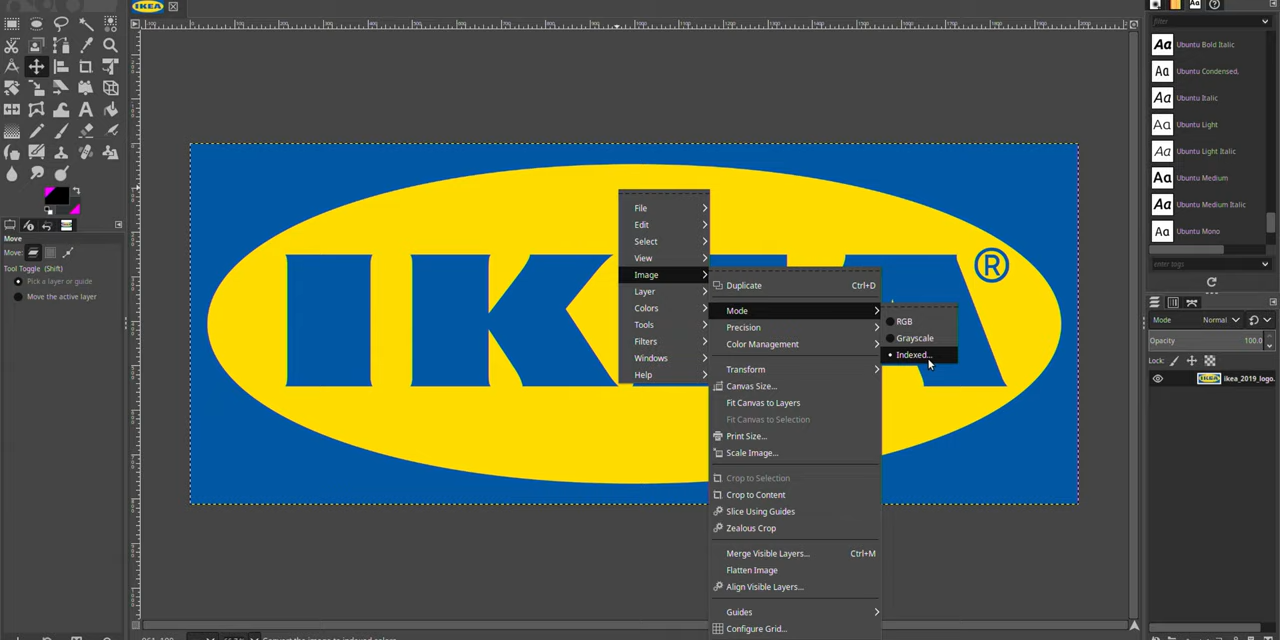 IKEA
filter
Ubuntu Bold Italic
Ubuntu Condensed,
Ubuntu Italic
Ubuntu Light
Ubuntu Light Italic
Ubuntu Medium
Ubuntu Medium Italic
Ubuntu Mono
enter tags
Mode
Normal
Opacity
100.0
Lock:
ikea_2019_logo.
Move
Move:
Tool Toggle (Shift)
Pick a layer or guide
Move the active layer
IKEA®
File
Edit
Select
View
Image
Layer
Colors
Tools
Filters
Windows
Help
Duplicate Ctrl+D
Mode
Precision
Color Management
Transform
Canvas Size...
Fit Canvas to Layers
Fit Canvas to Selection
Print Size...
Scale Image...
Crop to Selection
Crop to Content
Slice Using Guides
Zealous Crop
Merge Visible Layers... Ctrl+M
Flatten Image
Align Visible Layers...
Guides
Configure Grid...
RGB
Grayscale
Indexed...